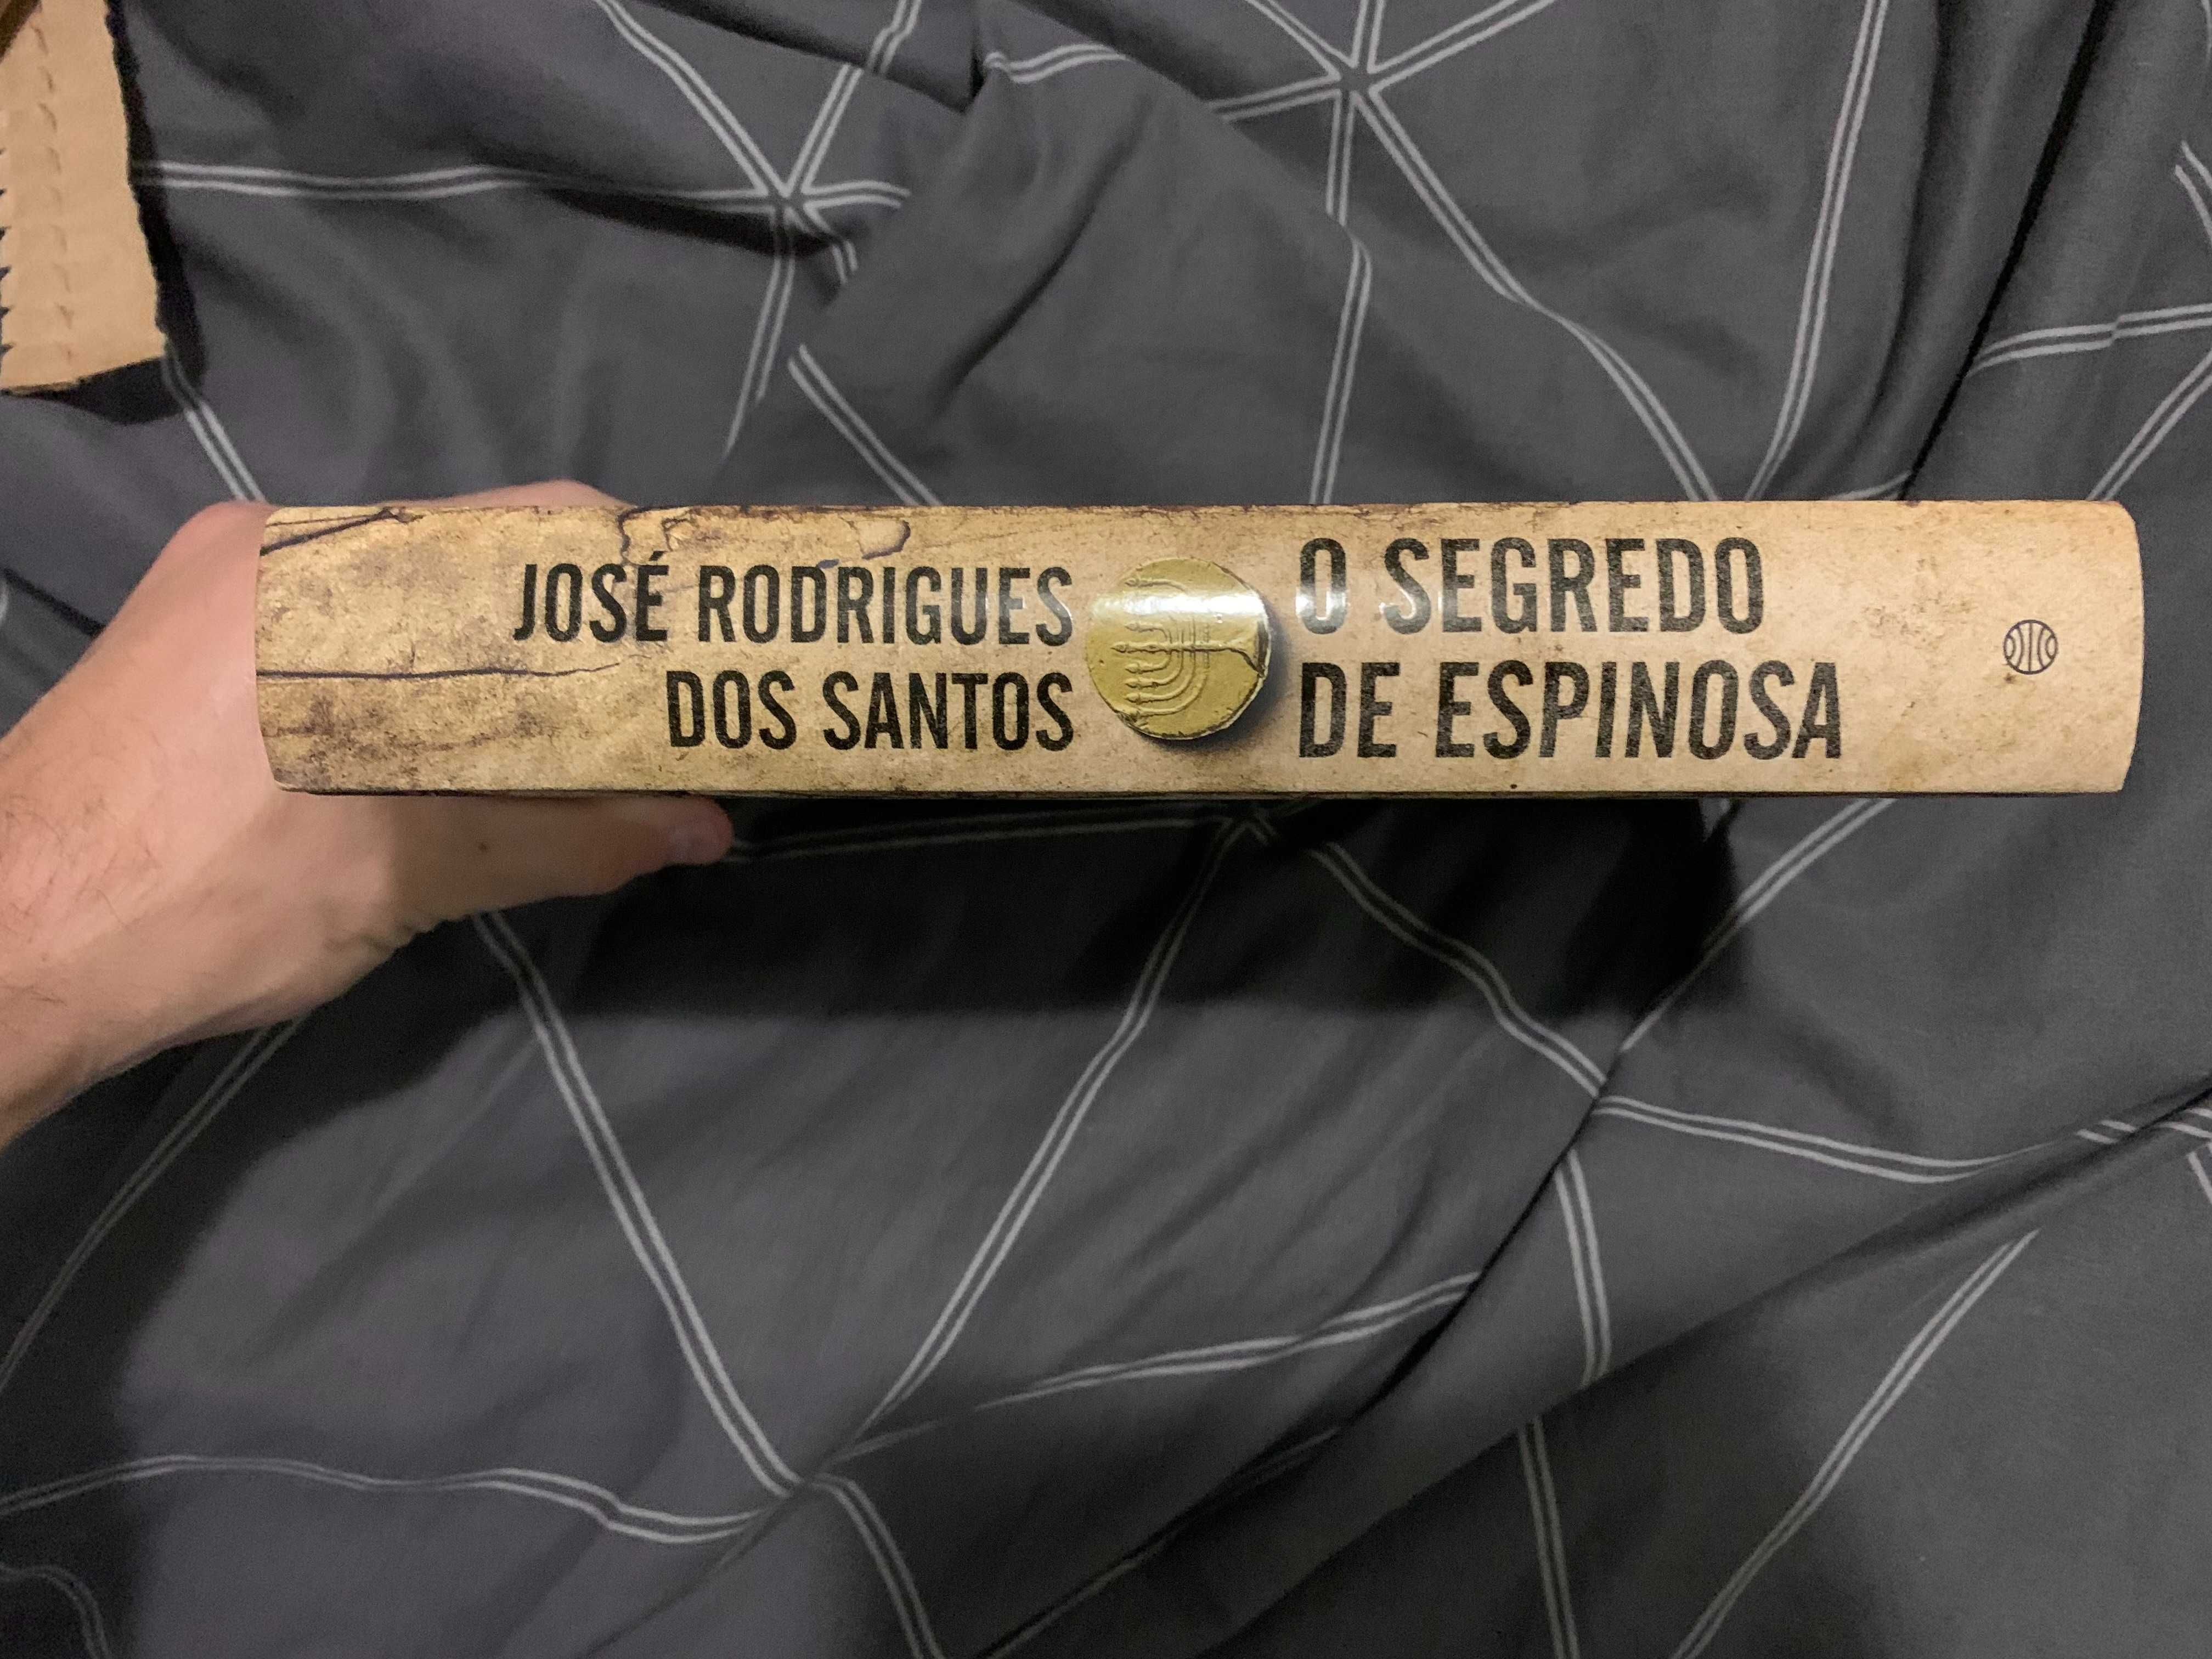 JOSÉ RODRIGUES
DOS SANTOS
O SEGREDO
DE ESPINOSA